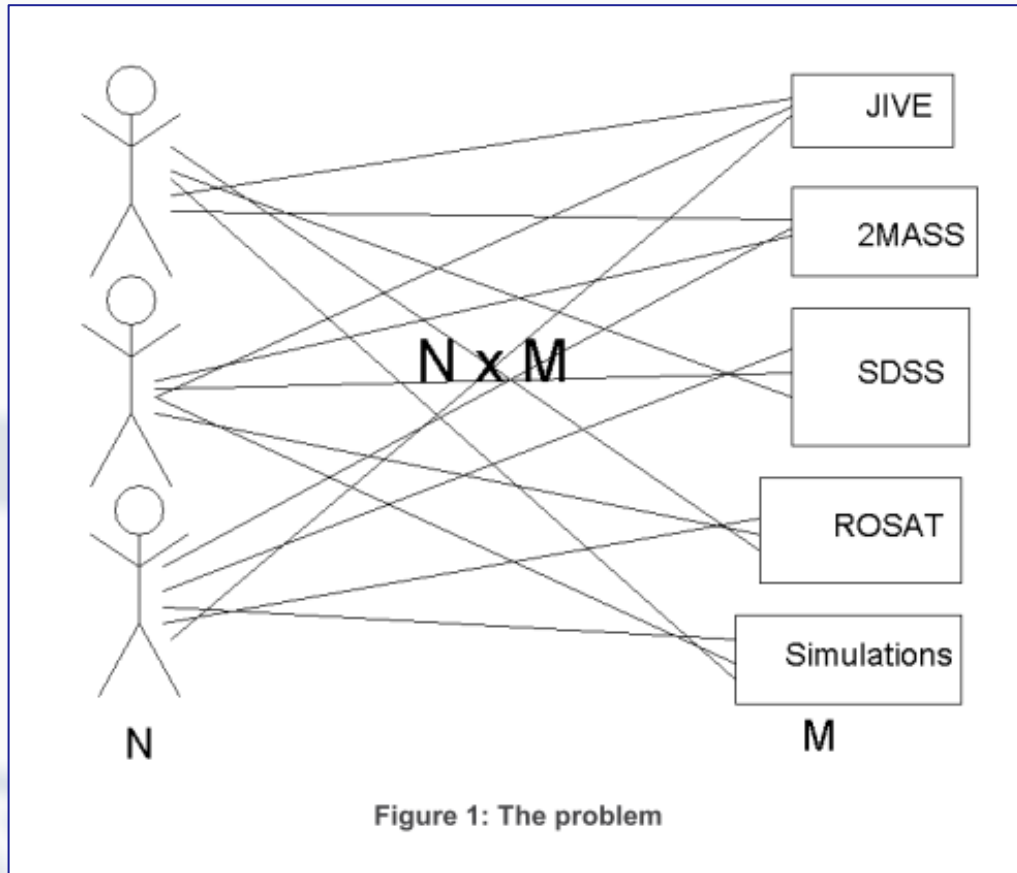 JIVE
2MASS
SDSS
N x M
ROSAT
Simulations
N
M
Figure 1: The problem